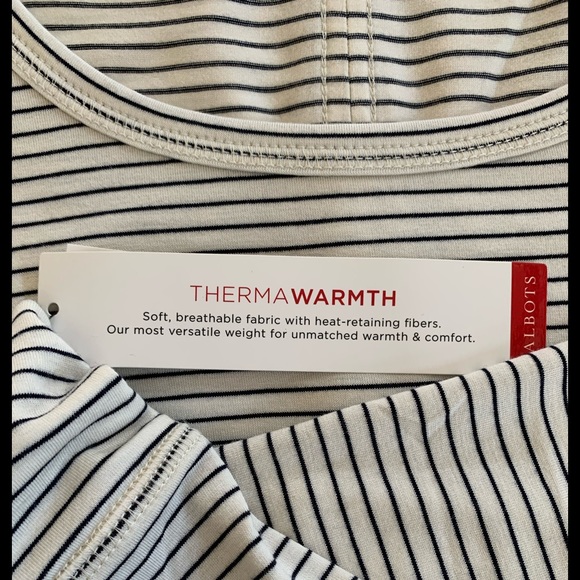 THERMAWARMTH
Soft, breathable fabric with heat-retaining fibers.
Our most versatile weight for unmatched warmth & comfort.
ALBOTS